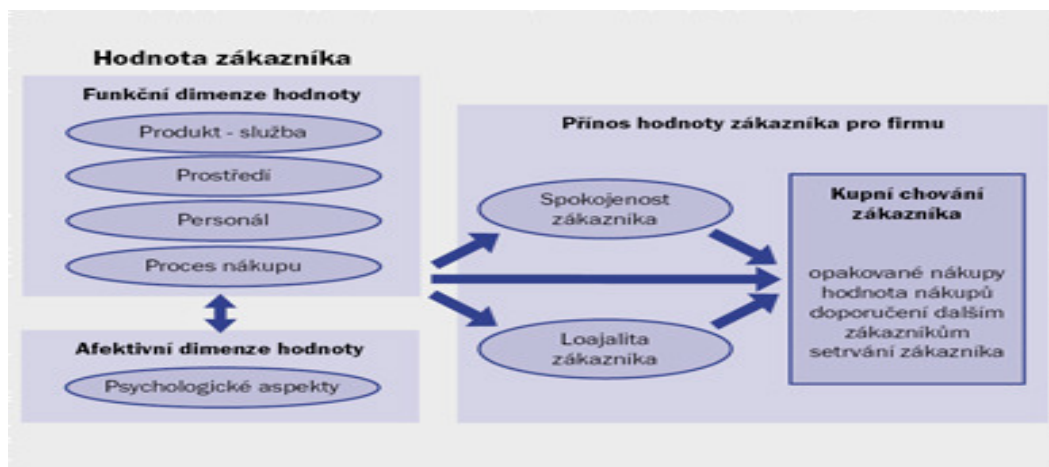 Hodnota zákazníka
Funkční dimenze hodnoty
Produkt - služba
Prostředí
Personál
Proces nákupu
Afektivní dimenze hodnoty
Psychologické aspekty
Přínos hodnoty zákazníka pro firmu
Spokojenost
zákazníka
Loajalita
zákazníka
Kupní chování
zákazníka
opakované nákupy
hodnota nákupů
doporučení dalším
zákazníkům
setrvání zákazníka